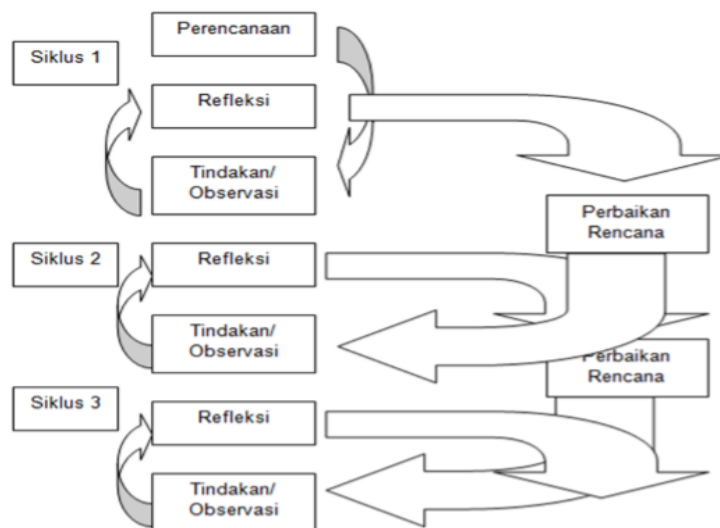 Perencanaan
Siklus 1
Refleksi
Tindakan/
Observasi
Perbaikan
Rencana
Siklus 2
Refleksi
Tindakan/
Observasi
Perbaikan
Rencana
Siklus 3
Refleksi
Tindakan/
Observasi